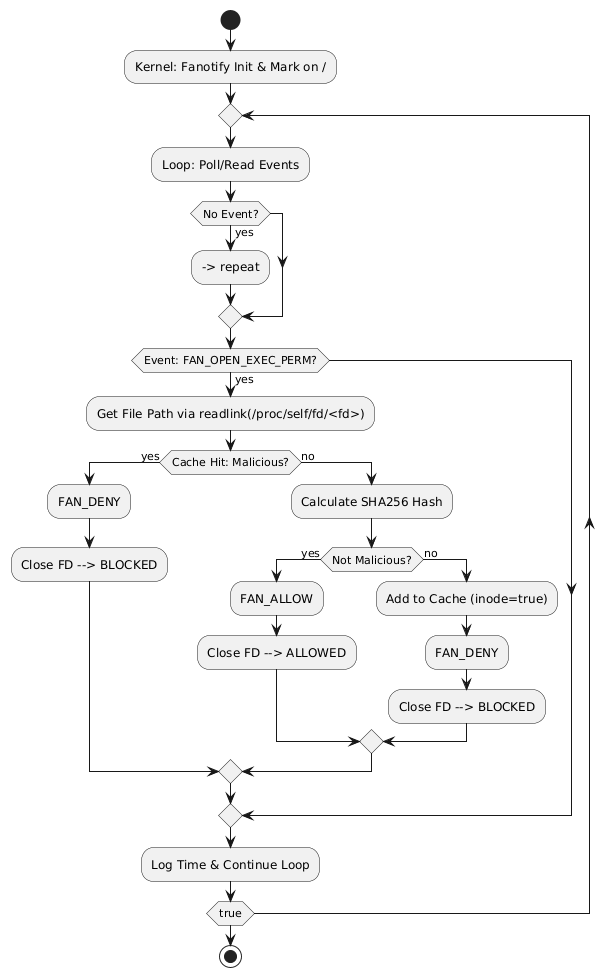 Kernel: Fanotify Init & Mark on /
Loop: Poll/Read Events
No Event?
yes
-> repeat
Event: FAN_OPEN_EXEC_PERM?
yes
Get File Path via readlink(/proc/self/fd/<fd>)
yes
Cache Hit: Malicious?
no
FAN_DENY
Calculate SHA256 Hash
Close FD --> BLOCKED
yes
Not Malicious?
no
FAN_ALLOW
Add to Cache (inode=true)
Close FD --> ALLOWED
FAN_DENY
Close FD --> BLOCKED
Log Time & Continue Loop
true